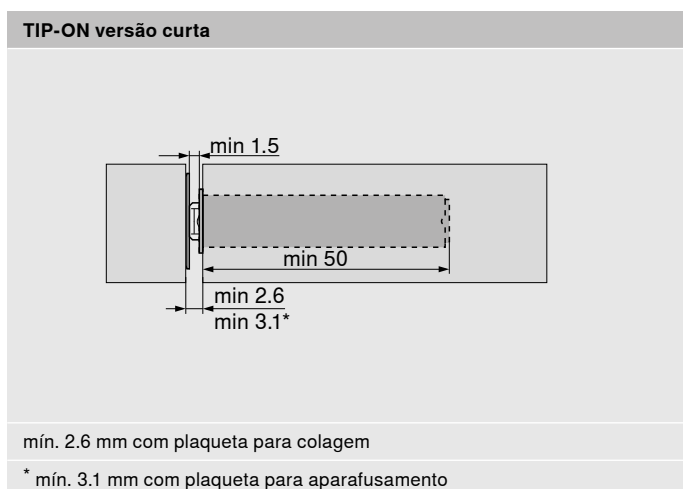 TIP-ON versão curta
min 1.5
min 50
min 2.6
min 3.1*
mín. 2.6 mm com plaqueta para colagem
* mín. 3.1 mm com plaqueta para aparafusamento